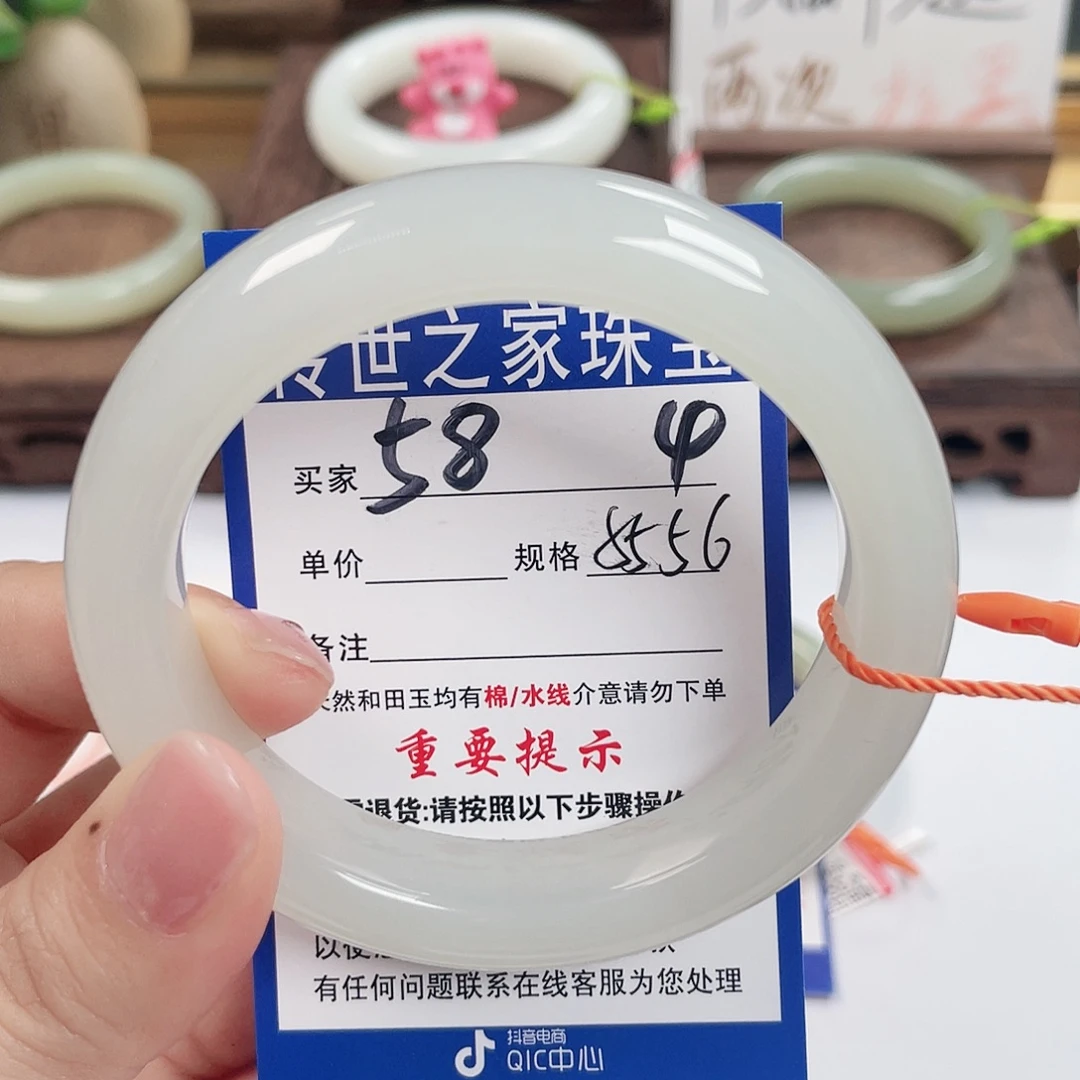 两次
传世之家珠宝
买家 58 4
单价 规格 8556
备注
天然和田玉均有棉/水线介意请勿下单
重要提示
退货:请按照以下步骤操作
有任何问题联系在线客服为您处理
抖音电商
QIC中心